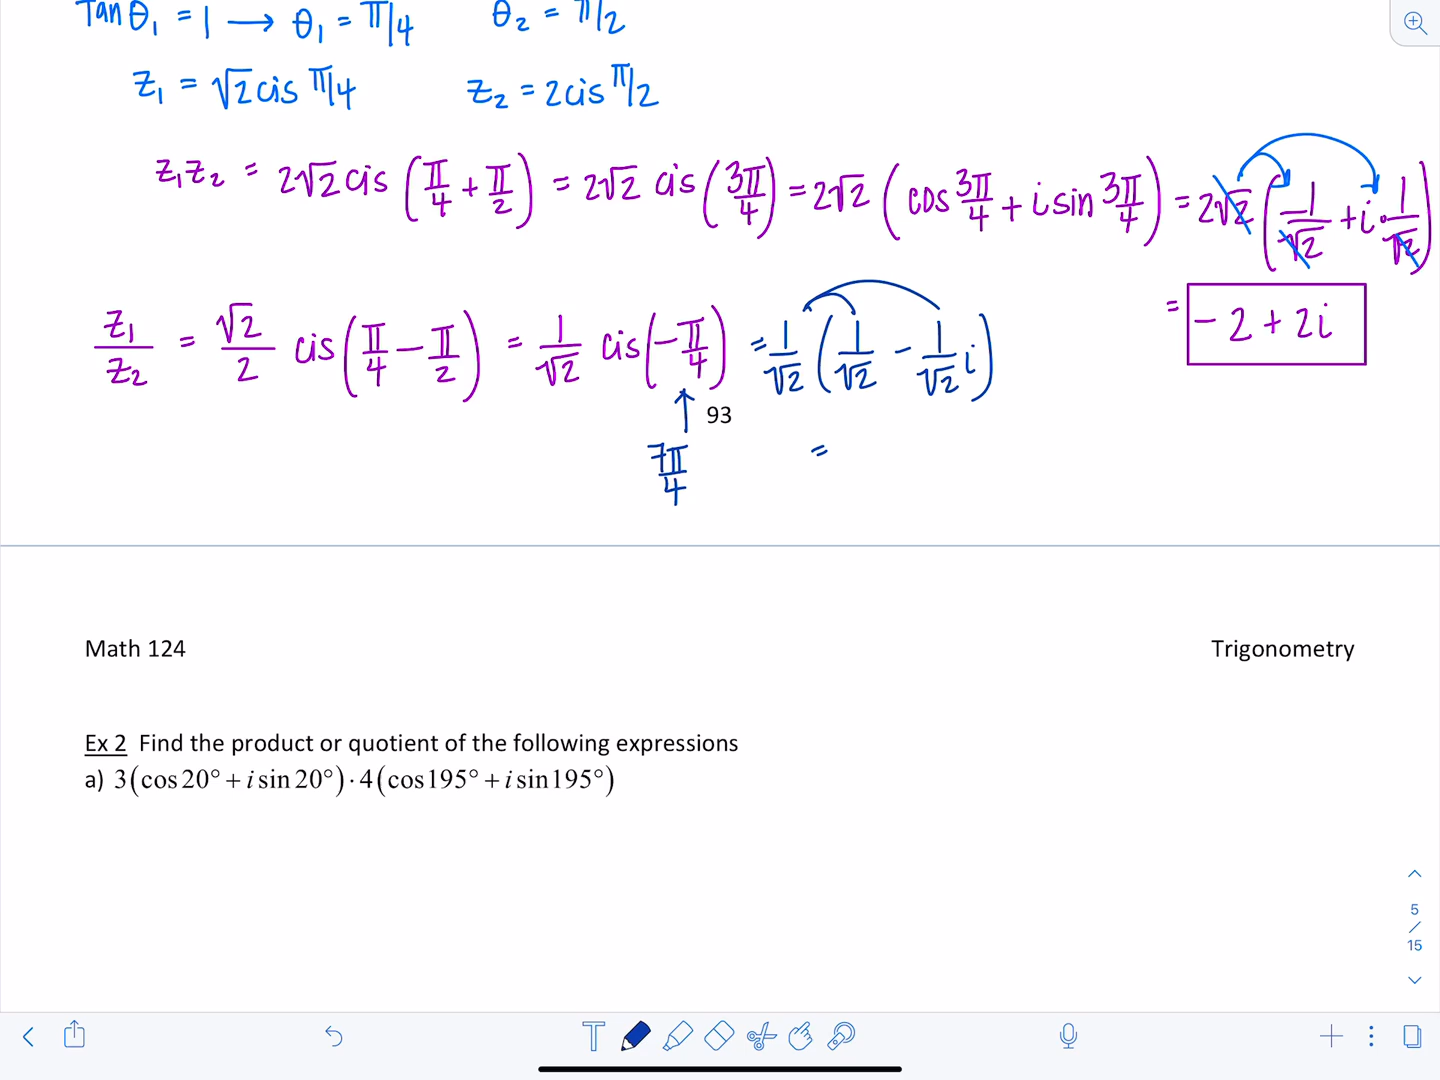 Tan θ₁ = 1 → θ₁ = π/4 θ₂ = π/2
z₁ = √2 cis π/4 z₂ = 2cis π/2
z₁z₂ = 2√2 cis (π/4 + π/2) = 2√2 cis (3π/4) = 2√2 (cos 3π/4 + i sin 3π/4) = 2√2 (-1/√2 + i · 1/√2)
= -2 + 2i
z₁/z₂ = √2/2 cis (π/4 - π/2) = 1/√2 cis (-π/4) = 1/√2 (1/√2 - 1/√2 i)
93
7π/4 =
Math 124 Trigonometry
Ex 2 Find the product or quotient of the following expressions
a) 3(cos 20° + i sin 20°) · 4(cos 195° + i sin 195°)
5
/
15
T